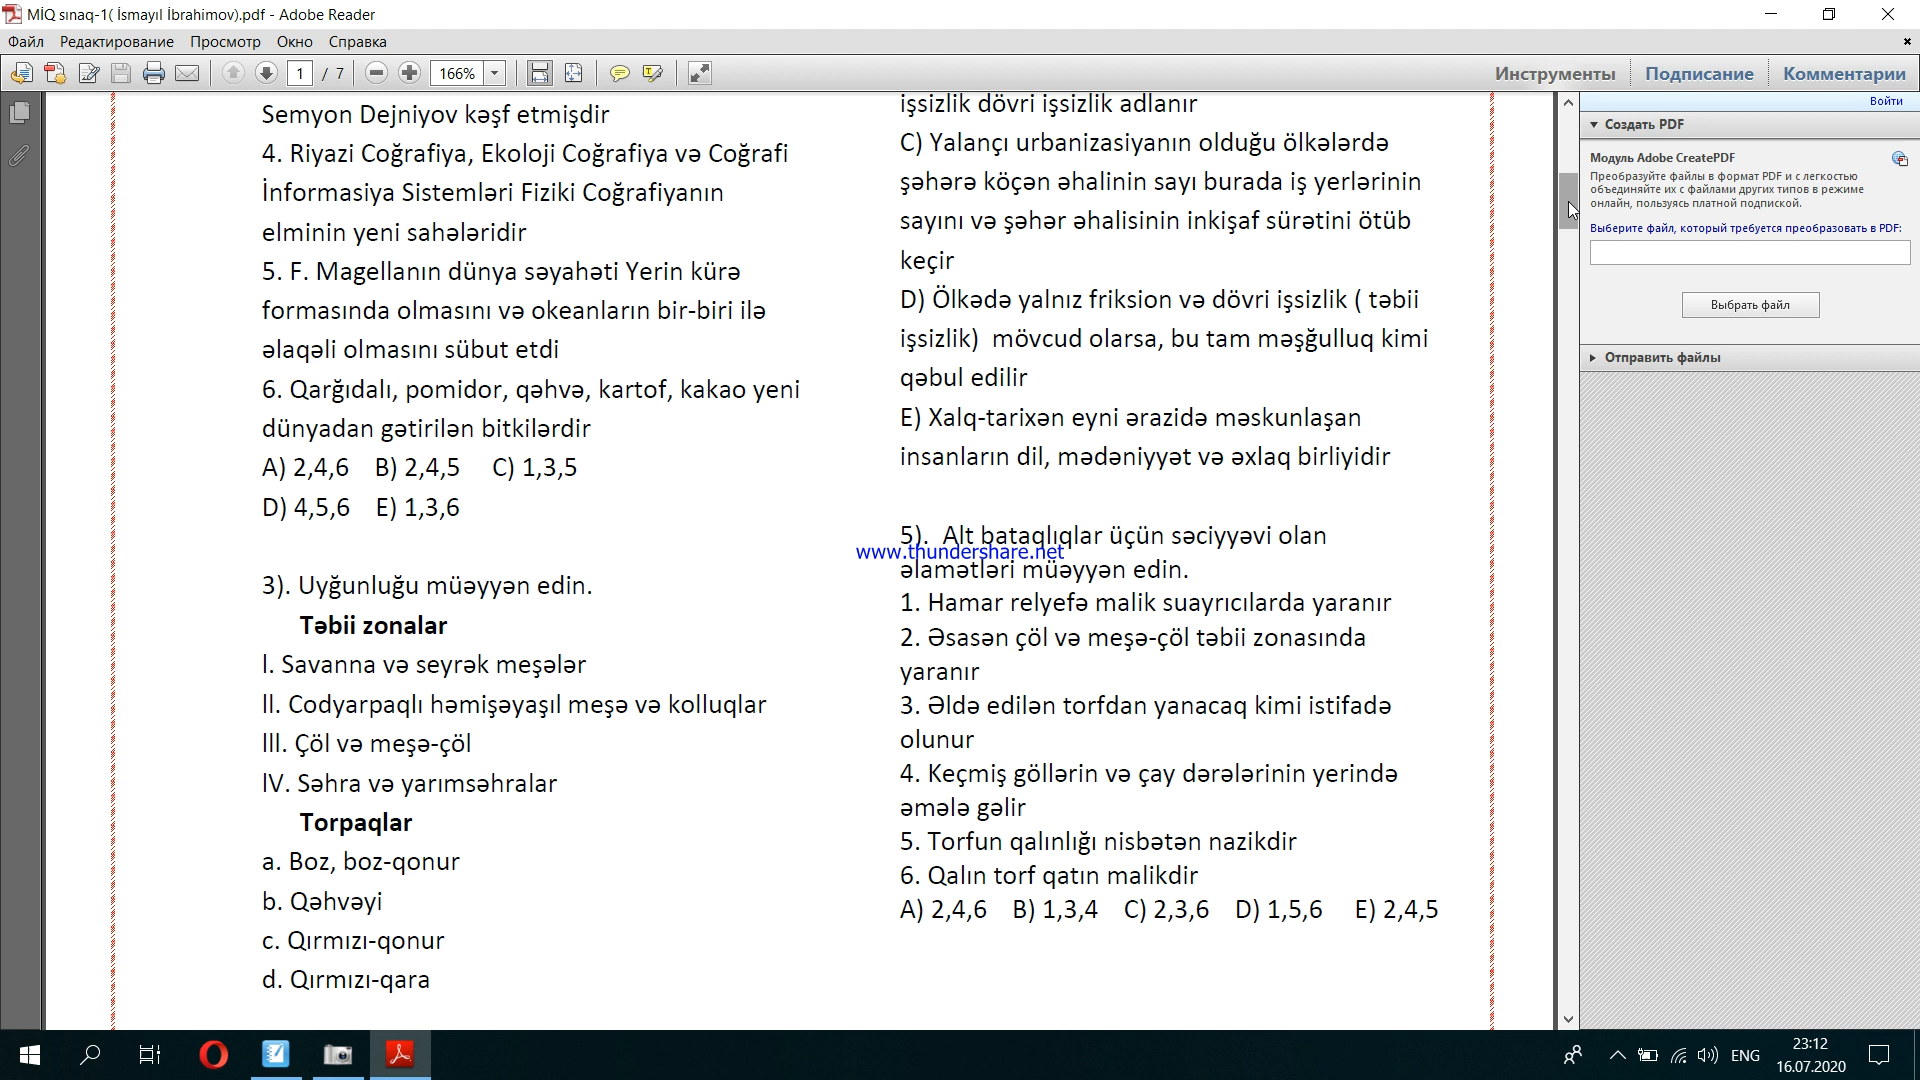 MİQ sınaq-1( İsmayıl İbrahimov).pdf - Adobe Reader
Файл Редактирование Просмотр Окно Справка
1 / 7 166% Инструменты Подписание Комментарии
Semyon Dejniyov kəşf etmişdir
4. Riyazi Coğrafiya, Ekoloji Coğrafiya və Coğrafi
İnformasiya Sistemləri Fiziki Coğrafiyanın
elminin yeni sahələridir
5. F. Magellanın dünya səyahəti Yerin kürə
formasında olmasını və okeanların bir-biri ilə
əlaqəli olmasını sübut etdi
6. Qarğıdalı, pomidor, qəhvə, kartof, kakao yeni
dünyadan gətirilən bitkilərdir
A) 2,4,6 B) 2,4,5 C) 1,3,5
D) 4,5,6 E) 1,3,6
3). Uyğunluğu müəyyən edin.
Təbii zonalar
I. Savanna və seyrək meşələr
II. Codyarpaqlı həmişəyaşıl meşə və kolluqlar
III. Çöl və meşə-çöl
IV. Səhra və yarımsəhralar
Torpaqlar
a. Boz, boz-qonur
b. Qəhvəyi
c. Qırmızı-qonur
d. Qırmızı-qara
işsizlik dövri işsizlik adlanır
C) Yalançı urbanizasiyanın olduğu ölkələrdə
şəhərə köçən əhalinin sayı burada iş yerlərinin
sayını və şəhər əhalisinin inkişaf sürətini ötüb
keçir
D) Ölkədə yalnız friksion və dövri işsizlik ( təbii
işsizlik) mövcud olarsa, bu tam məşğulluq kimi
qəbul edilir
E) Xalq-tarixən eyni ərazidə məskunlaşan
insanların dil, mədəniyyət və əxlaq birliyidir
5). Alt bataqlıqlar üçün səciyyəvi olan
www.thundershare.net
əlamətləri müəyyən edin.
1. Hamar relyefə malik suayrıcılarda yaranır
2. Əsasən çöl və meşə-çöl təbii zonasında
yaranır
3. Əldə edilən torfdan yanacaq kimi istifadə
olunur
4. Keçmiş göllərin və çay dərələrinin yerində
əmələ gəlir
5. Torfun qalınlığı nisbətən nazikdir
6. Qalın torf qatın malikdir
A) 2,4,6 B) 1,3,4 C) 2,3,6 D) 1,5,6 E) 2,4,5
Войти
Создать PDF
Модуль Adobe CreatePDF
Преобразуйте файлы в формат PDF и с легкостью
объединяйте их с файлами других типов в режиме
онлайн, пользуясь платной подпиской.
Выберите файл, который требуется преобразовать в PDF:
Выбрать файл
Отправить файлы
ENG
23:12
16.07.2020